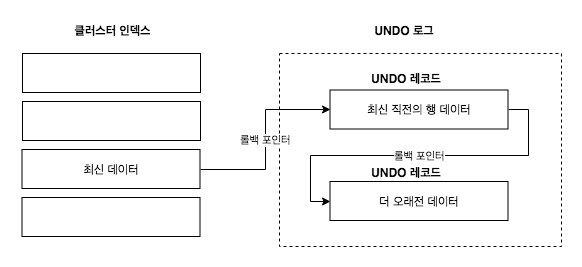 클러스터 인덱스
UNDO 로그
UNDO 레코드
최신 직전의 행 데이터
롤백 포인터
롤백 포인터
최신 데이터
UNDO 레코드
더 오래전 데이터